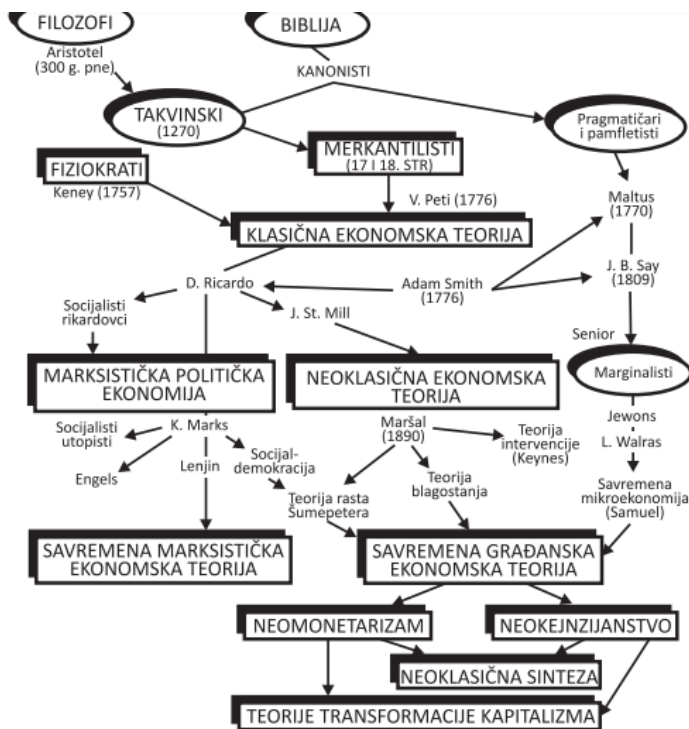 FILOZOFI
BIBLIJA
Aristotel
(300 g. pne)
KANONISTI
TAKVINSKI
(1270)
Pragmatičari
i pamfletisti
MERKANTILISTI
(17 I 18. STR)
FIZIOKRATI
Keney (1757)
V. Peti (1776)
Maltus
(1770)
KLASIČNA EKONOMSKA TEORIJA
D. Ricardo
Adam Smith
(1776)
J. B. Say
(1809)
Socijalisti
rikardovci
J. St. Mill
Senior
MARKSISTIČKA POLITIČKA
EKONOMIJA
NEOKLASIČNA EKONOMSKA
TEORIJA
Marginalisti
Socijalisti
utopisti
K. Marks
Maršal
(1890)
Teorija
intervencije
(Keynes)
Jewons
L. Walras
Engels
Lenjin
Socijal-
demokracija
Teorija rasta
Šumepetera
Teorija
blagostanja
Savremena
mikroekonomija
(Samuel)
SAVREMENA MARKSISTIČKA
EKONOMSKA TEORIJA
SAVREMENA GRAĐANSKA
EKONOMSKA TEORIJA
NEOMONETARIZAM
NEOKEJNZIJANSTVO
NEOKLASIČNA SINTEZA
TEORIJE TRANSFORMACIJE KAPITALIZMA